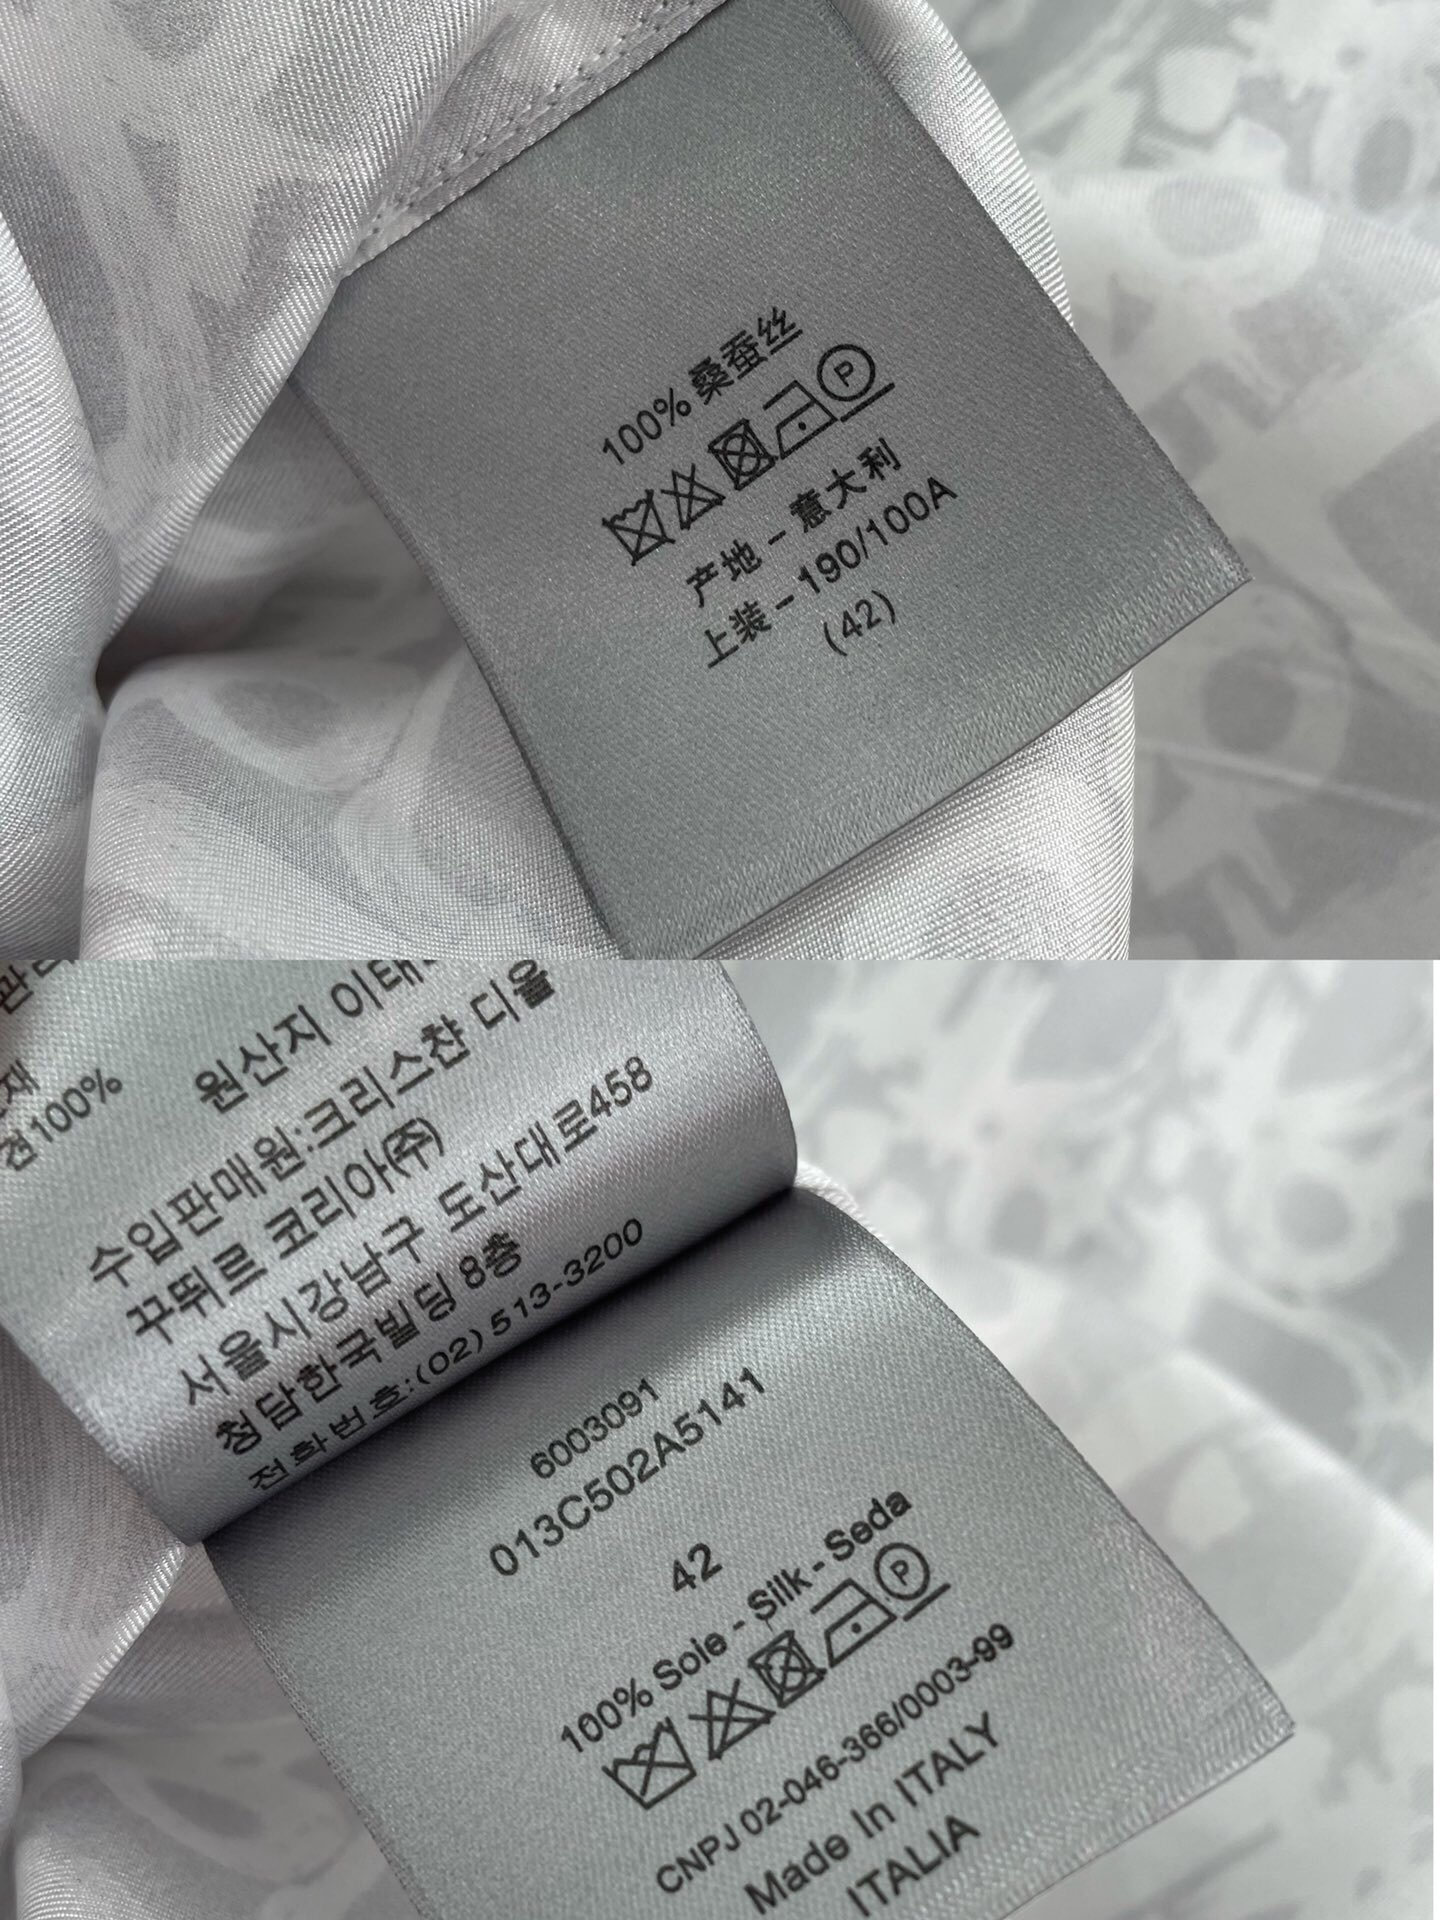 100% 桑蚕丝
P
产地 - 意大利
上装 - 190/100A
(42)
견100%
원산지 이태
수입판매원:크리스챤 디올
꾸뛰르 코리아(주)
서울시강남구 도산대로458
청담한국빌딩 8층
전화번호:(02) 513-3200
6003091
013C502A5141
42
100% Soie - Silk - Seda
P
CNPJ 02-046-366/0003-99
Made In ITALY
ITALIA